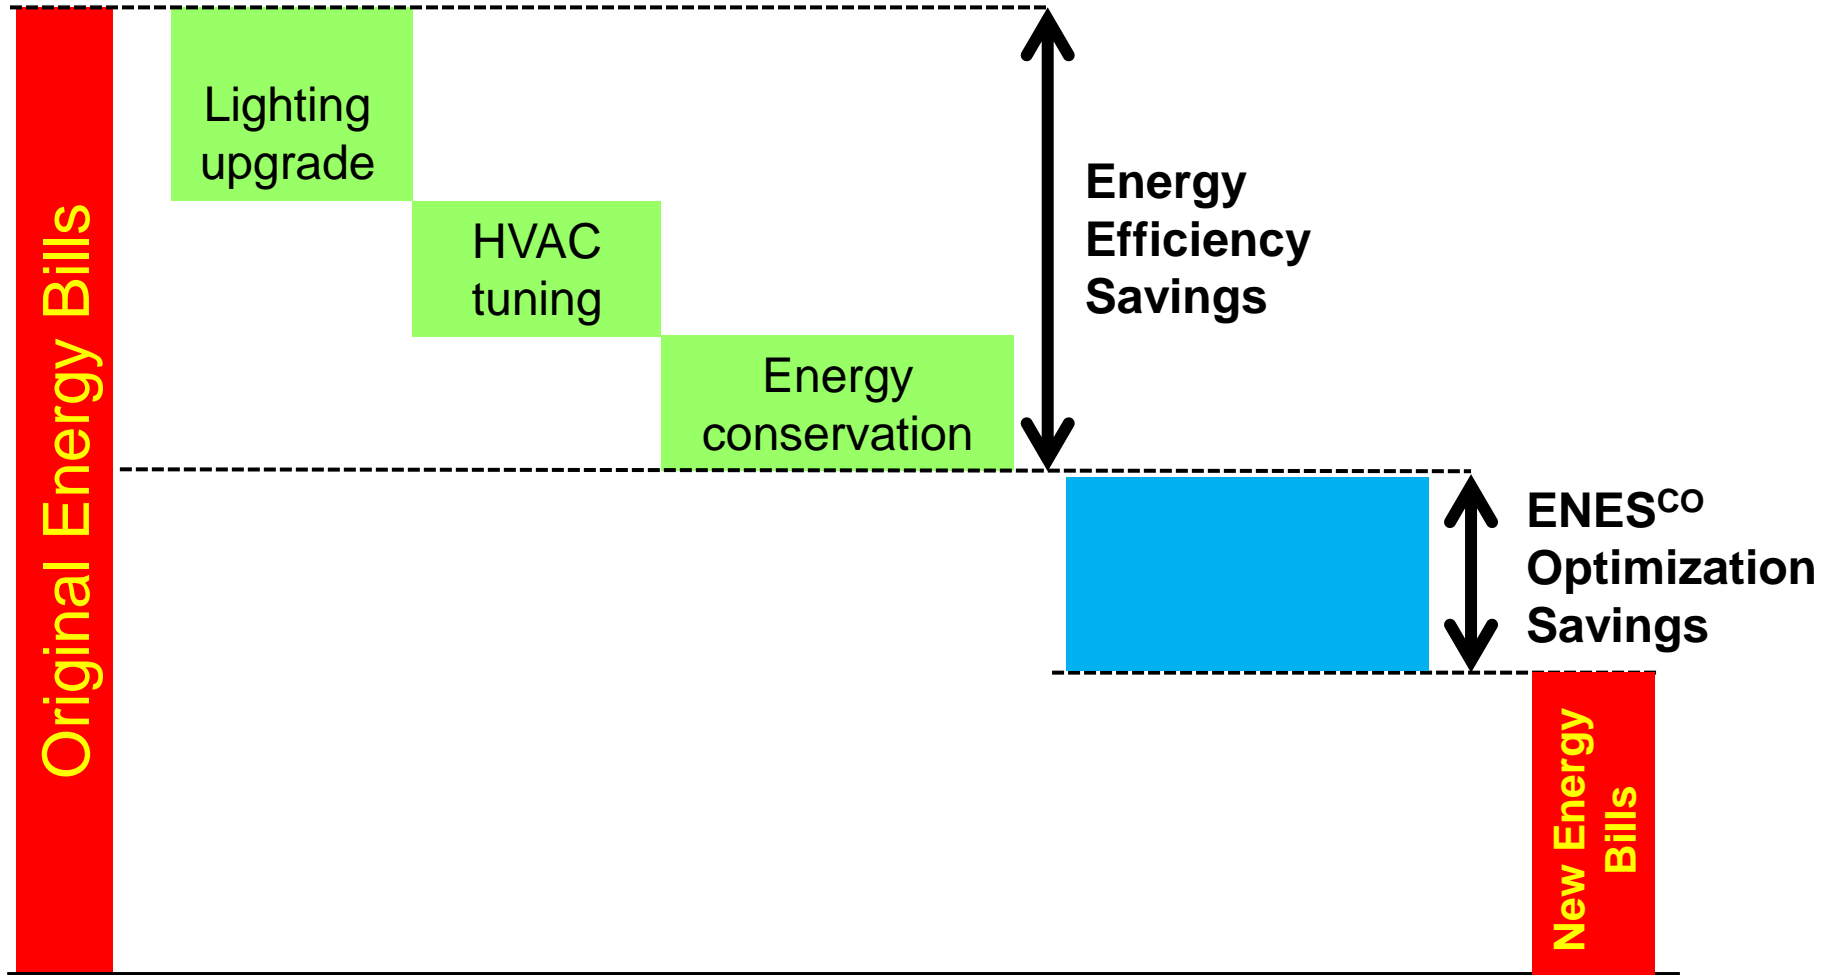 Original Energy Bills
Lighting
upgrade
HVAC
tuning
Energy
conservation
Energy
Efficiency
Savings
ENESCO
Optimization
Savings
New Energy
Bills